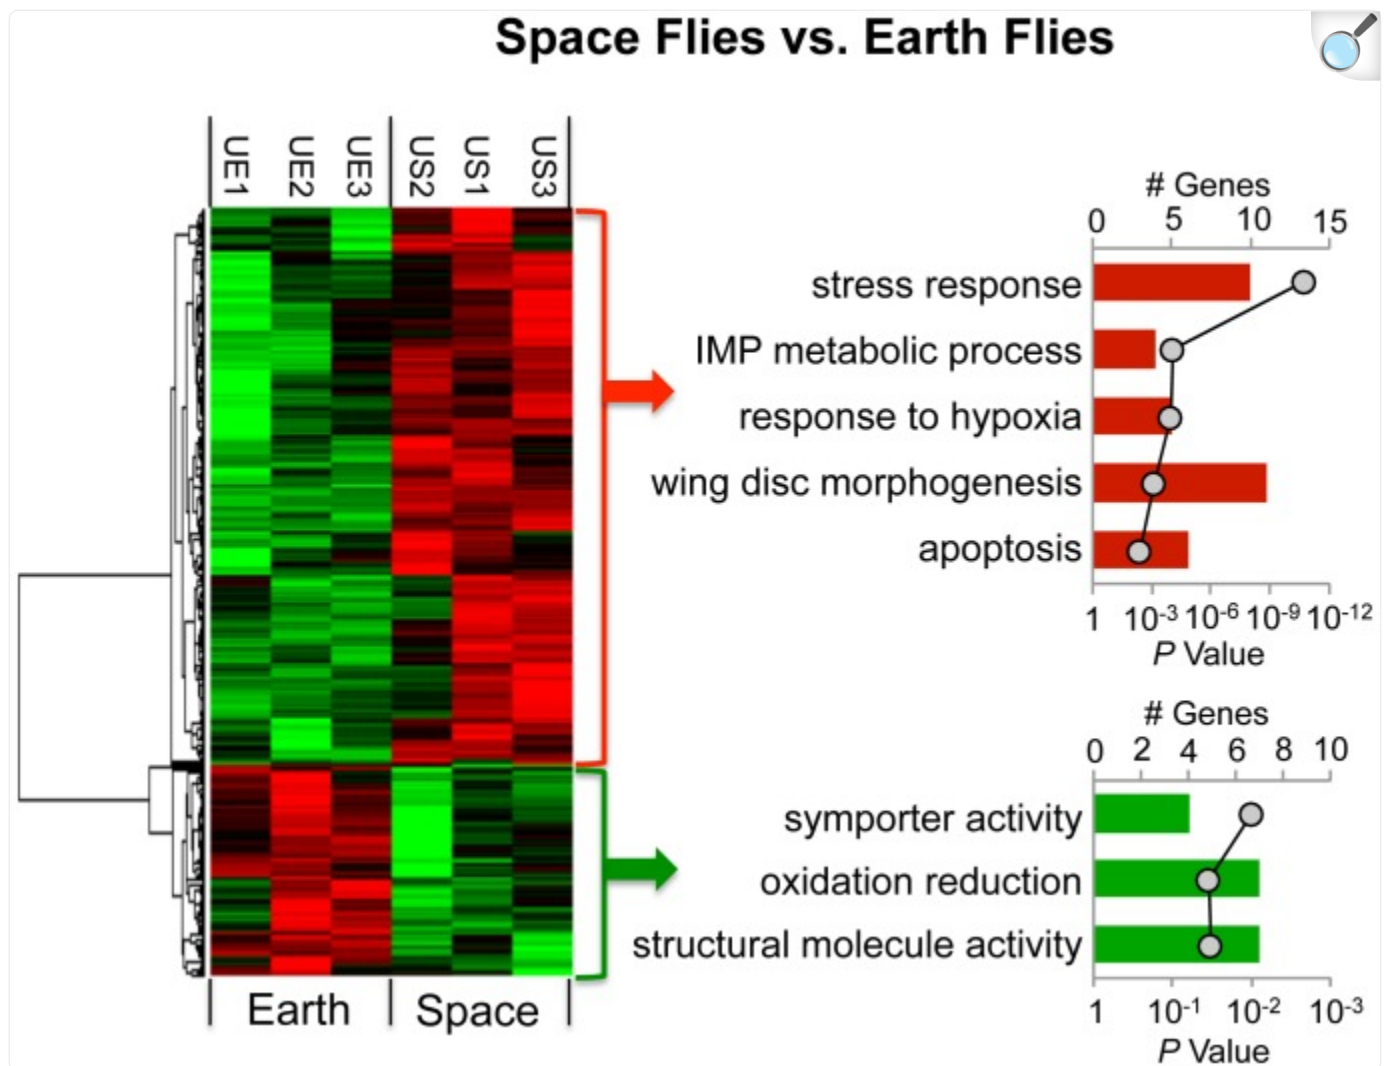 Space Flies vs. Earth Flies
UE1 UE2 UE3 US2 US1 US3
# Genes
0 5 10 15
stress response
IMP metabolic process
response to hypoxia
wing disc morphogenesis
apoptosis
1 10-3 10-6 10-9 10-12
P Value
# Genes
0 2 4 6 8 10
symporter activity
oxidation reduction
structural molecule activity
1 10-1 10-2 10-3
P Value
Earth Space